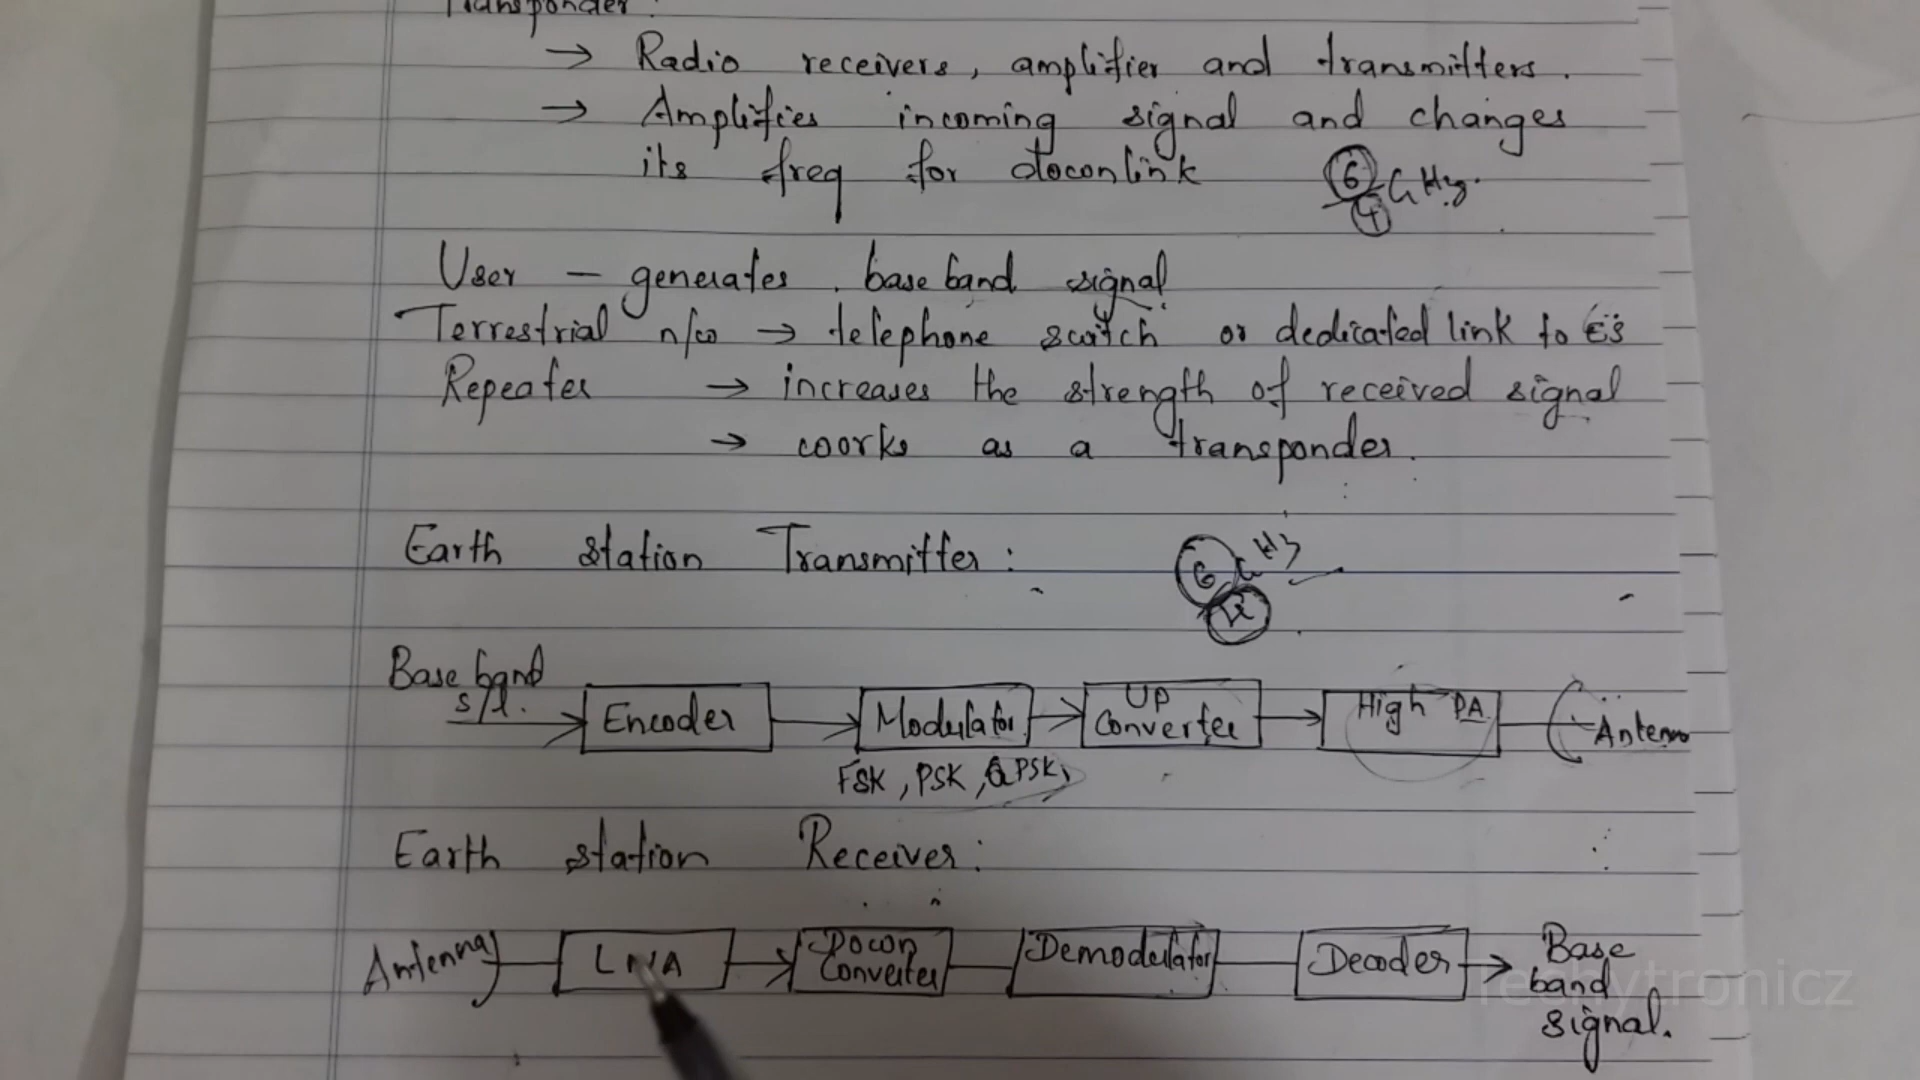 Transponder:
→ Radio receivers, amplifier and transmitters.
→ Amplifies incoming signal and changes
its freq for downlink 6/4 GHz.
User – generates base band signal
Terrestrial n/w → telephone switch or dedicated link to ES
Repeater → increases the strength of received signal
→ works as a transponder.
Earth station Transmitter: 6 GHz
Base band
s/l.
Encoder
Modulator
UP
Converter
High PA
Antenna
FSK, PSK, QPSK,
Earth station Receiver:
Antenna
LNA
Down
Converter
Demodulator
Decoder
Base
band
signal.
Techytronicz